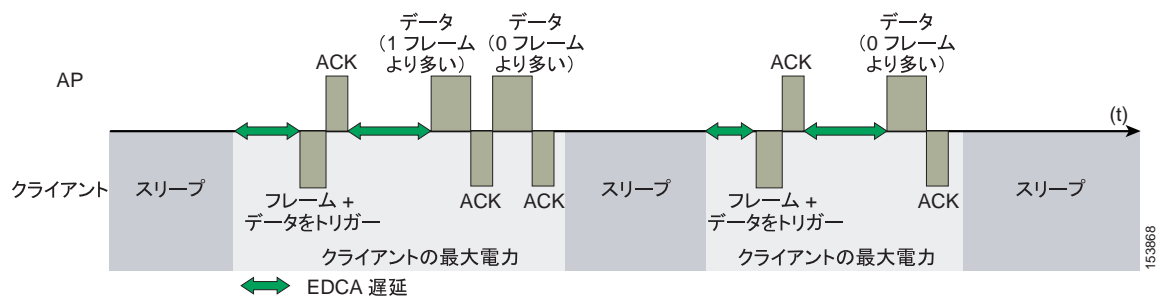 データ
(1 フレーム
より多い)
データ
(0 フレーム
より多い)
データ
(0 フレーム
より多い)
ACK
ACK
AP
(t)
クライアント
スリープ
スリープ
スリープ
フレーム +
データをトリガー
ACK
ACK
フレーム +
データをトリガー
ACK
クライアントの最大電力
クライアントの最大電力
EDCA 遅延
153868